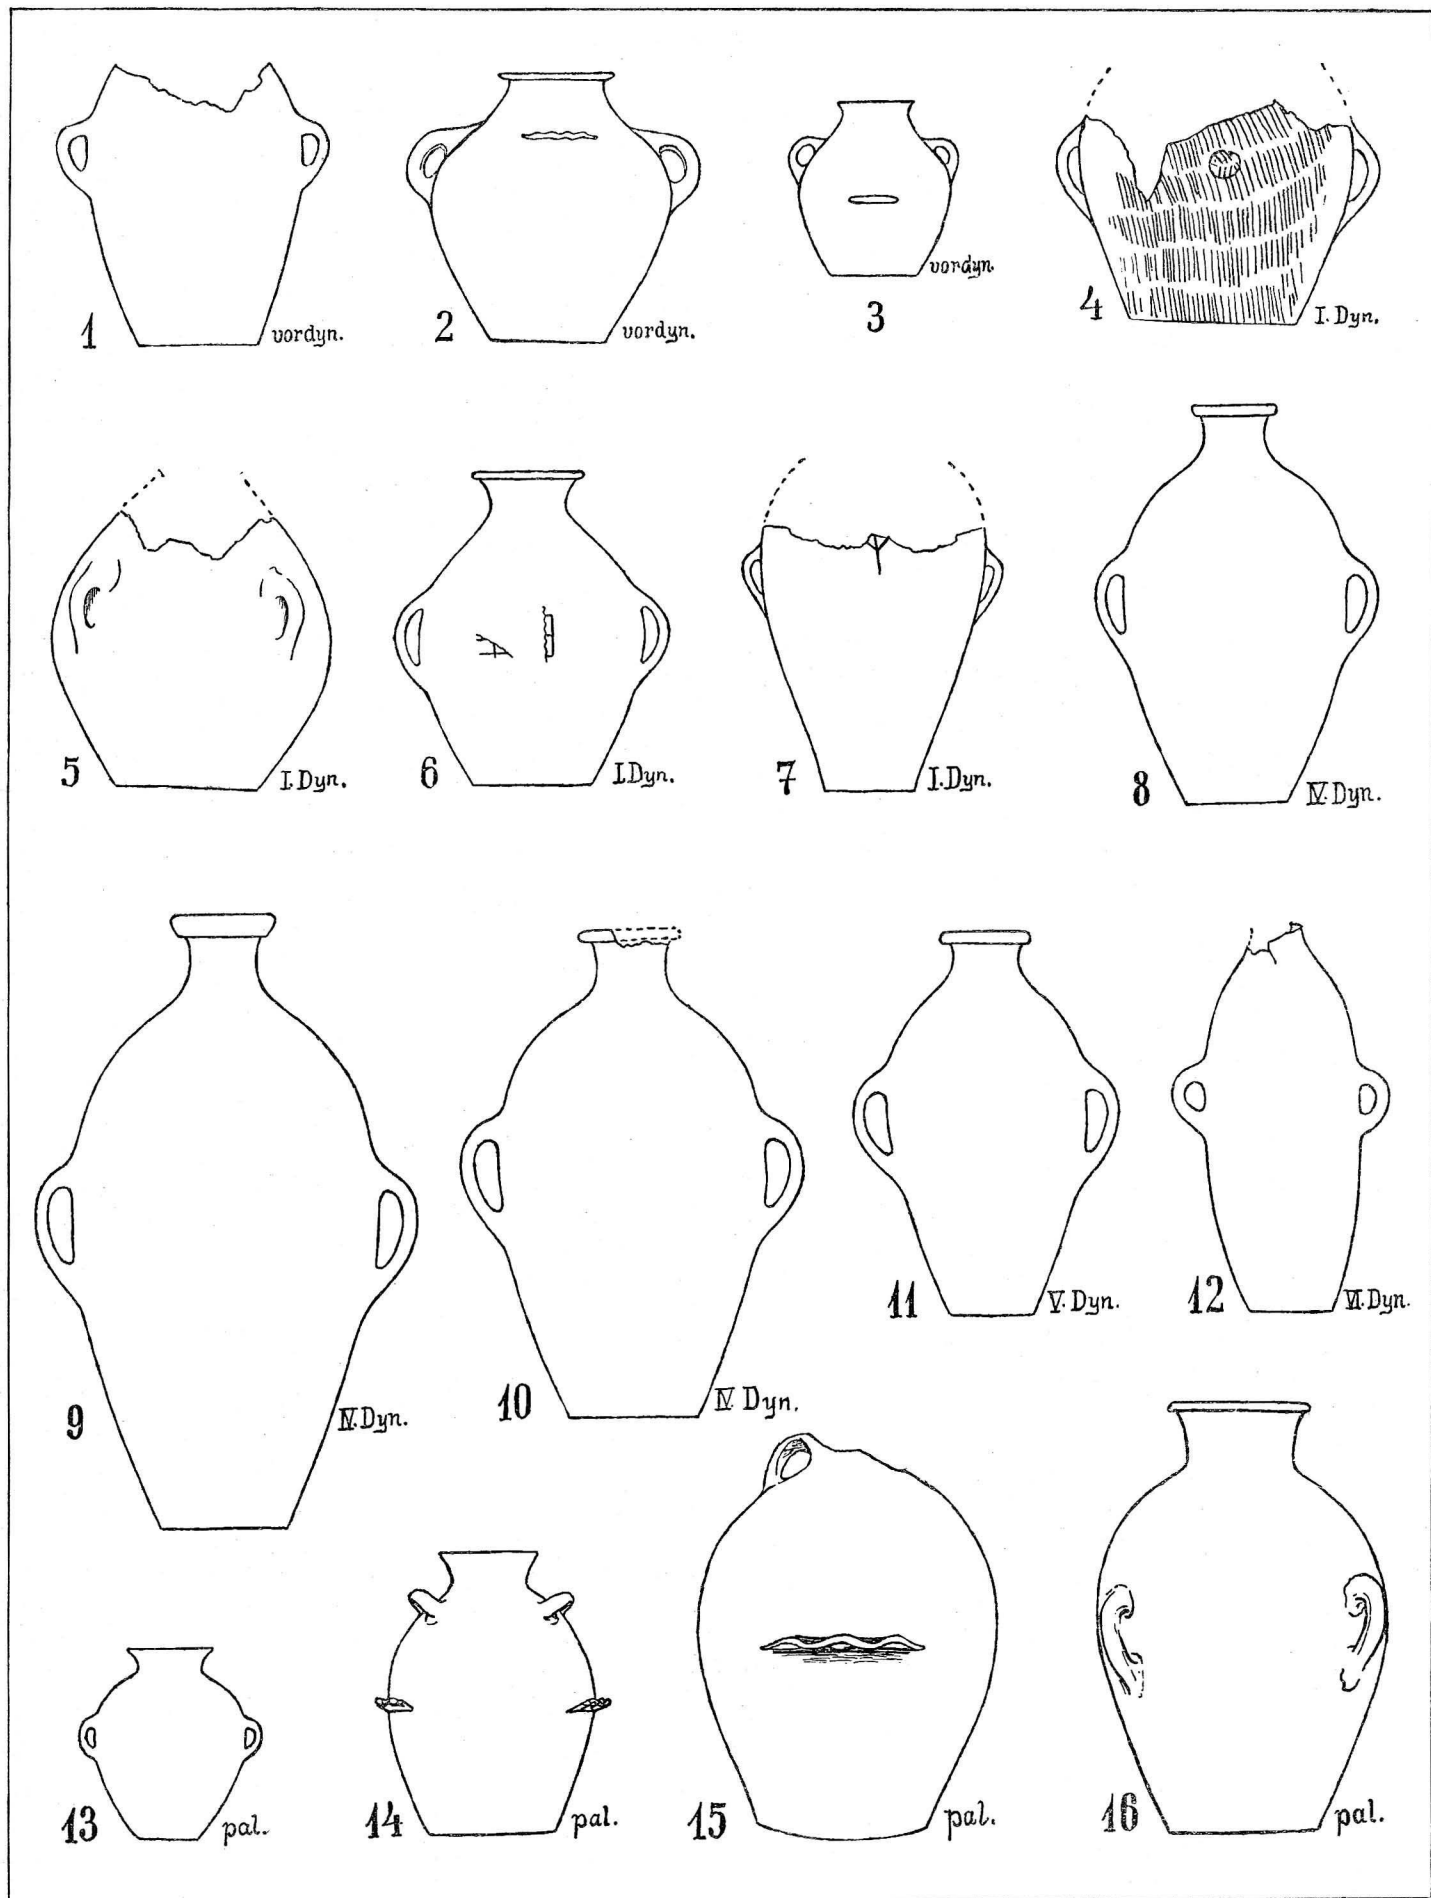 1 vordyn.
2 vordyn.
3 vordyn.
4 I. Dyn.
5 I. Dyn.
6 I. Dyn.
7 I. Dyn.
8 IV. Dyn.
9 IV. Dyn.
10 IV. Dyn.
11 V. Dyn.
12 VI. Dyn.
13 pal.
14 pal.
15 pal.
16 pal.